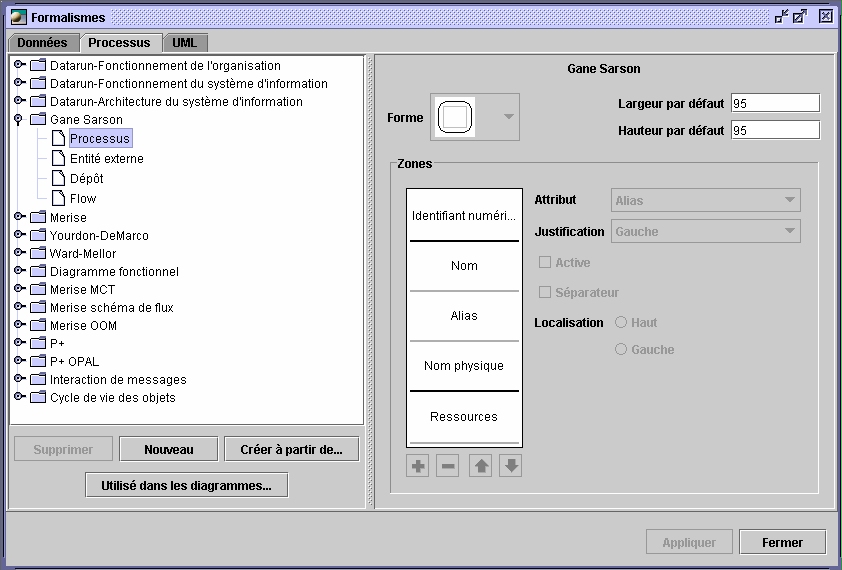 Formalismes
Données
Processus
UML
Datarun-Fonctionnement de l'organisation
Datarun-Fonctionnement du système d'information
Datarun-Architecture du système d'information
Gane Sarson
Processus
Entité externe
Dépôt
Flow
Merise
Yourdon-DeMarco
Ward-Mellor
Diagramme fonctionnel
Merise MCT
Merise schéma de flux
Merise OOM
P+
P+ OPAL
Interaction de messages
Cycle de vie des objets
Supprimer
Nouveau
Créer à partir de...
Utilisé dans les diagrammes...
Gane Sarson
Forme
Largeur par défaut 95
Hauteur par défaut 95
Zones
Identifiant numéri...
Nom
Alias
Nom physique
Ressources
Attribut Alias
Justification Gauche
Active
Séparateur
Localisation Haut
Gauche
Appliquer
Fermer